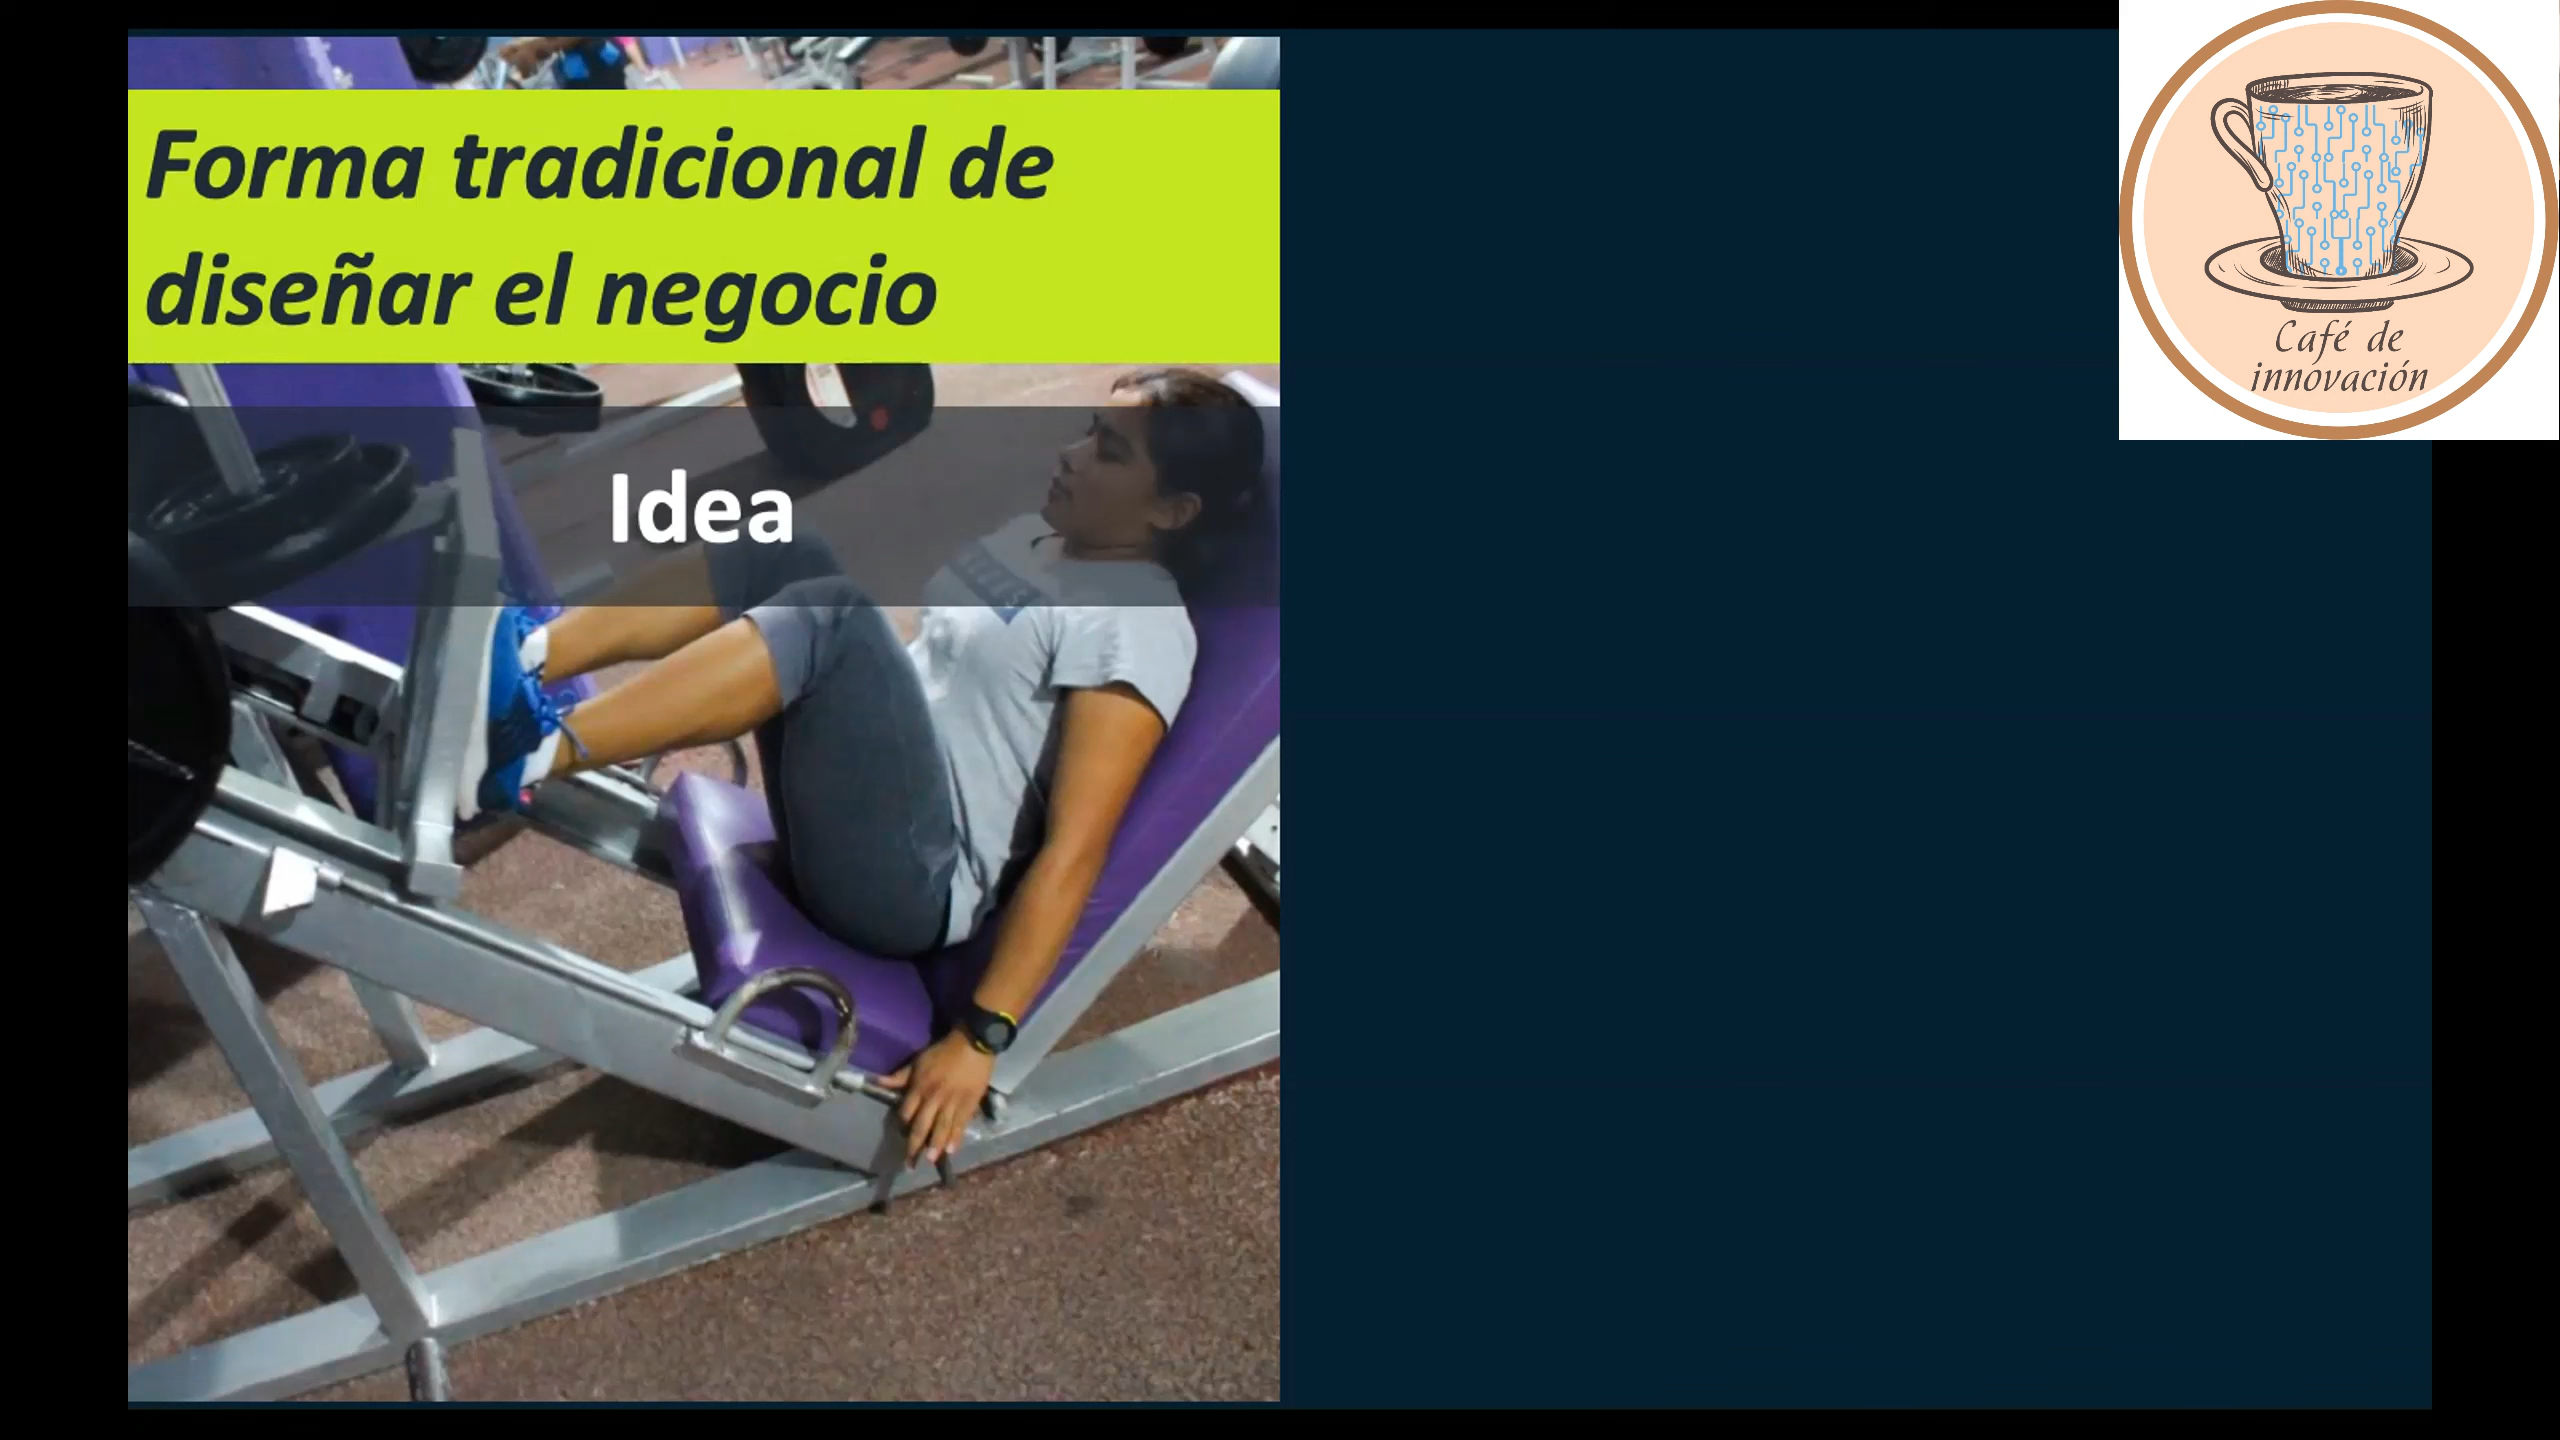 Forma tradicional de
diseñar el negocio
Idea
Café de
innovación